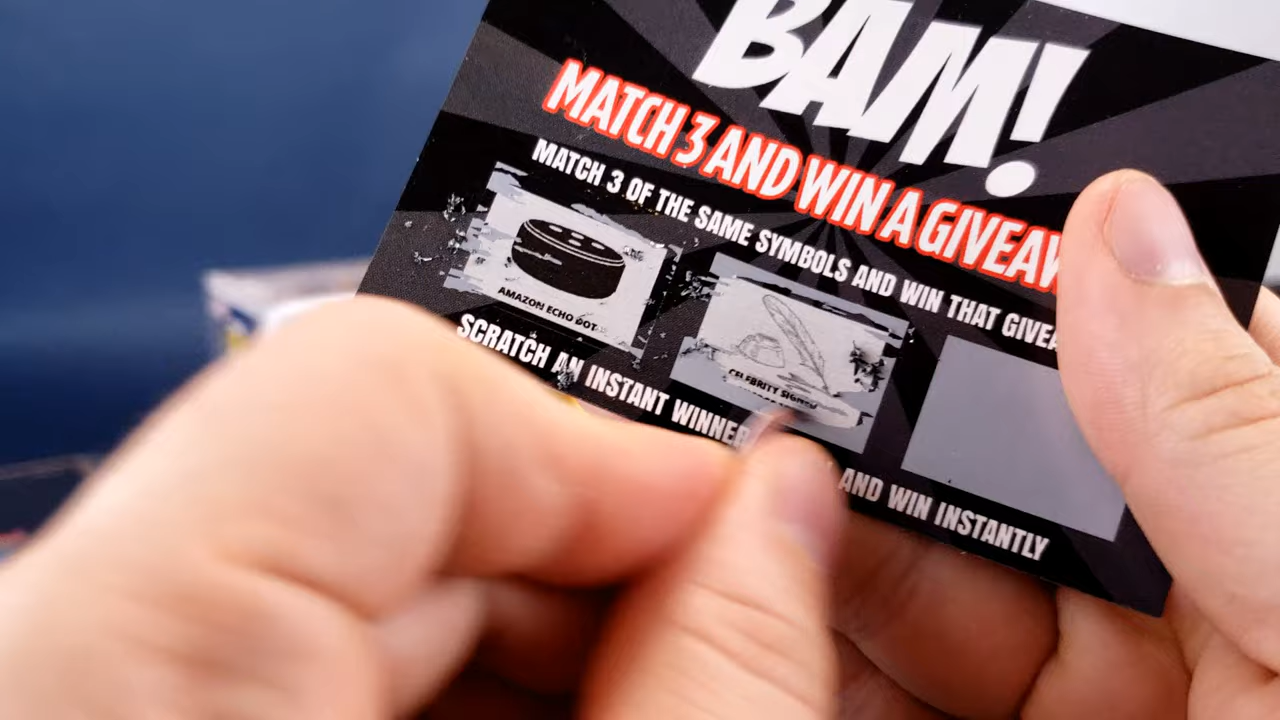 BAM!
MATCH 3 AND WIN A GIVEAW
MATCH 3 OF THE SAME SYMBOLS AND WIN THAT GIVEA
AMAZON ECHO DOT
CELEBRITY SIGNED
SCRATCH AN INSTANT WINNER AND WIN INSTANTLY